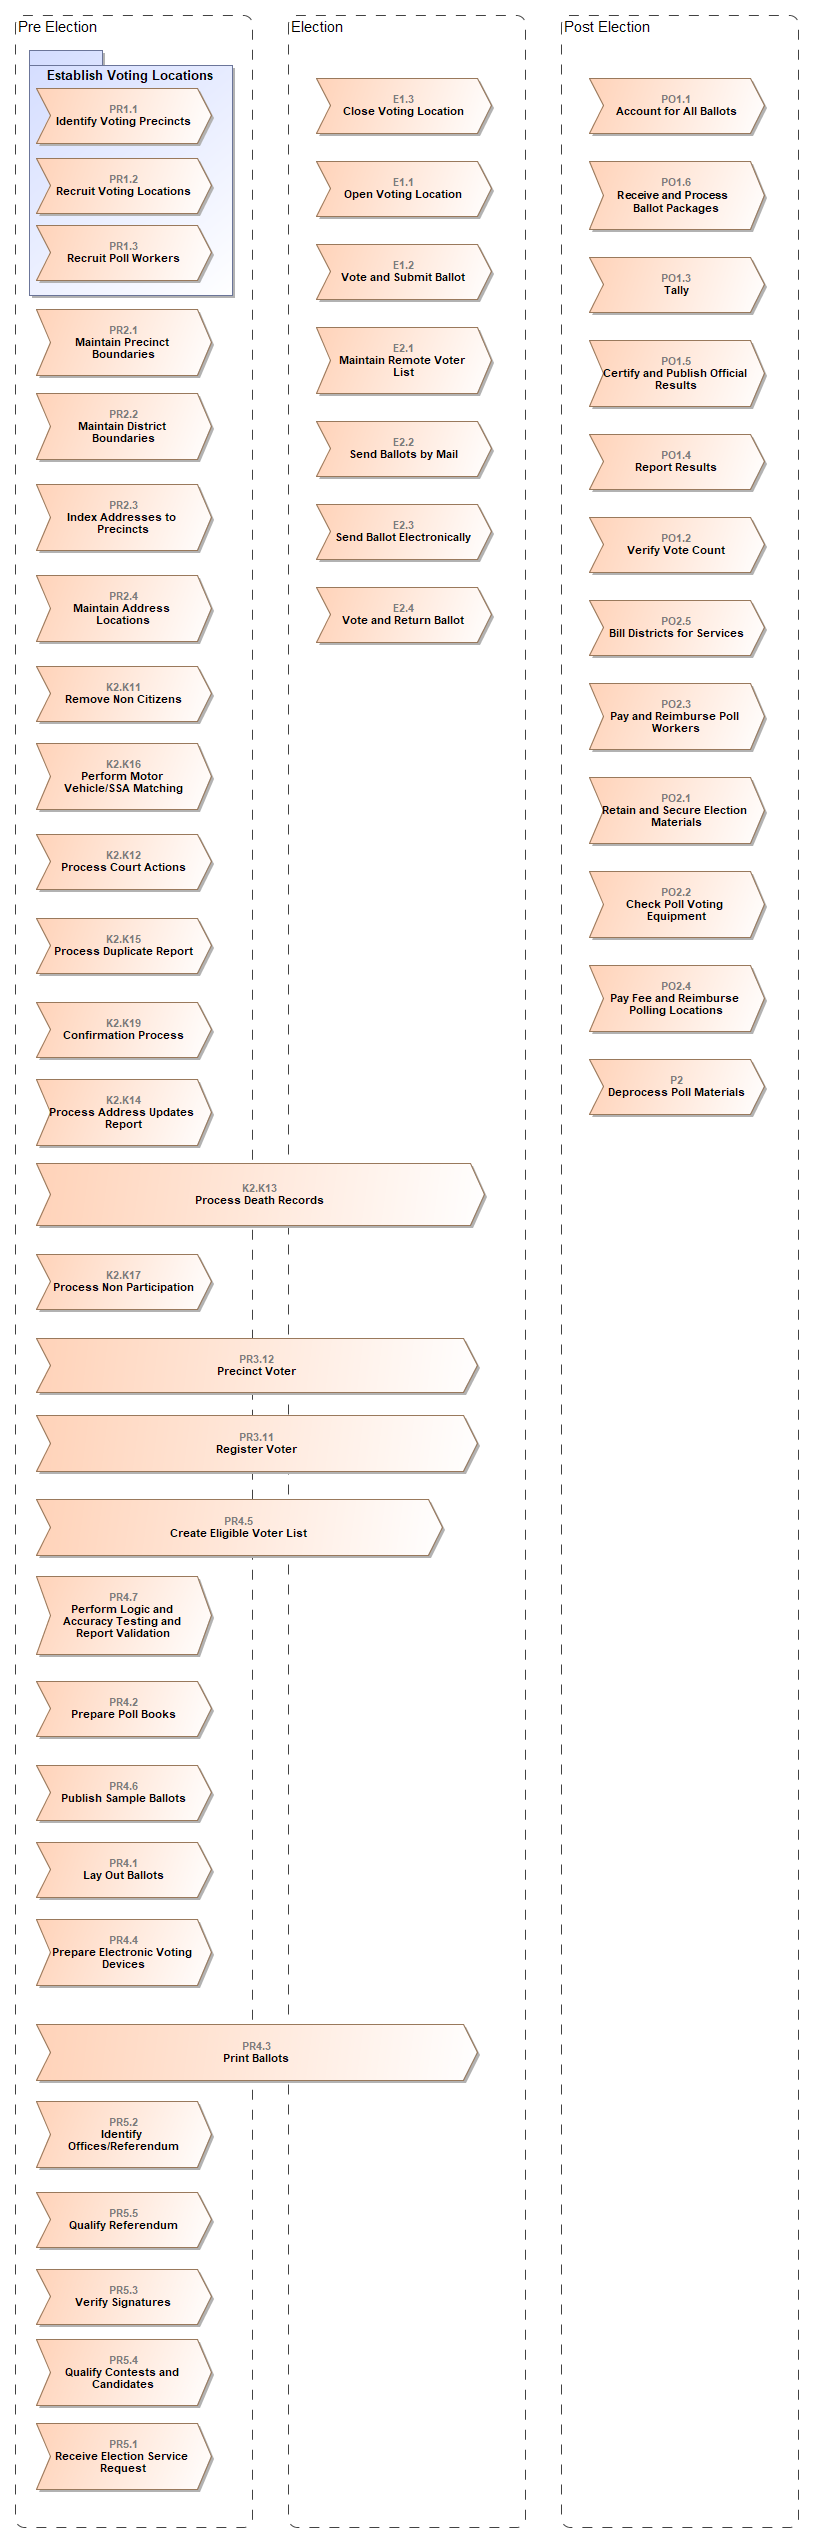 Pre Election
Establish Voting Locations
PR1.1
Identify Voting Precincts
PR1.2
Recruit Voting Locations
PR1.3
Recruit Poll Workers
PR2.1
Maintain Precinct
Boundaries
PR2.2
Maintain District
Boundaries
PR2.3
Index Addresses to
Precincts
PR2.4
Maintain Address
Locations
K2.K11
Remove Non Citizens
K2.K16
Perform Motor
Vehicle/SSA Matching
K2.K12
Process Court Actions
K2.K15
Process Duplicate Report
K2.K19
Confirmation Process
K2.K14
Process Address Updates
Report
K2.K13
Process Death Records
K2.K17
Process Non Participation
PR3.12
Precinct Voter
PR3.11
Register Voter
PR4.5
Create Eligible Voter List
PR4.7
Perform Logic and
Accuracy Testing and
Report Validation
PR4.2
Prepare Poll Books
PR4.6
Publish Sample Ballots
PR4.1
Lay Out Ballots
PR4.4
Prepare Electronic Voting
Devices
PR4.3
Print Ballots
PR5.2
Identify
Offices/Referendum
PR5.5
Qualify Referendum
PR5.3
Verify Signatures
PR5.4
Qualify Contests and
Candidates
PR5.1
Receive Election Service
Request
Election
E1.3
Close Voting Location
E1.1
Open Voting Location
E1.2
Vote and Submit Ballot
E2.1
Maintain Remote Voter
List
E2.2
Send Ballots by Mail
E2.3
Send Ballot Electronically
E2.4
Vote and Return Ballot
Post Election
PO1.1
Account for All Ballots
PO1.6
Receive and Process
Ballot Packages
PO1.3
Tally
PO1.5
Certify and Publish Official
Results
PO1.4
Report Results
PO1.2
Verify Vote Count
PO2.5
Bill Districts for Services
PO2.3
Pay and Reimburse Poll
Workers
PO2.1
Retain and Secure Election
Materials
PO2.2
Check Poll Voting
Equipment
PO2.4
Pay Fee and Reimburse
Polling Locations
P2
Deprocess Poll Materials